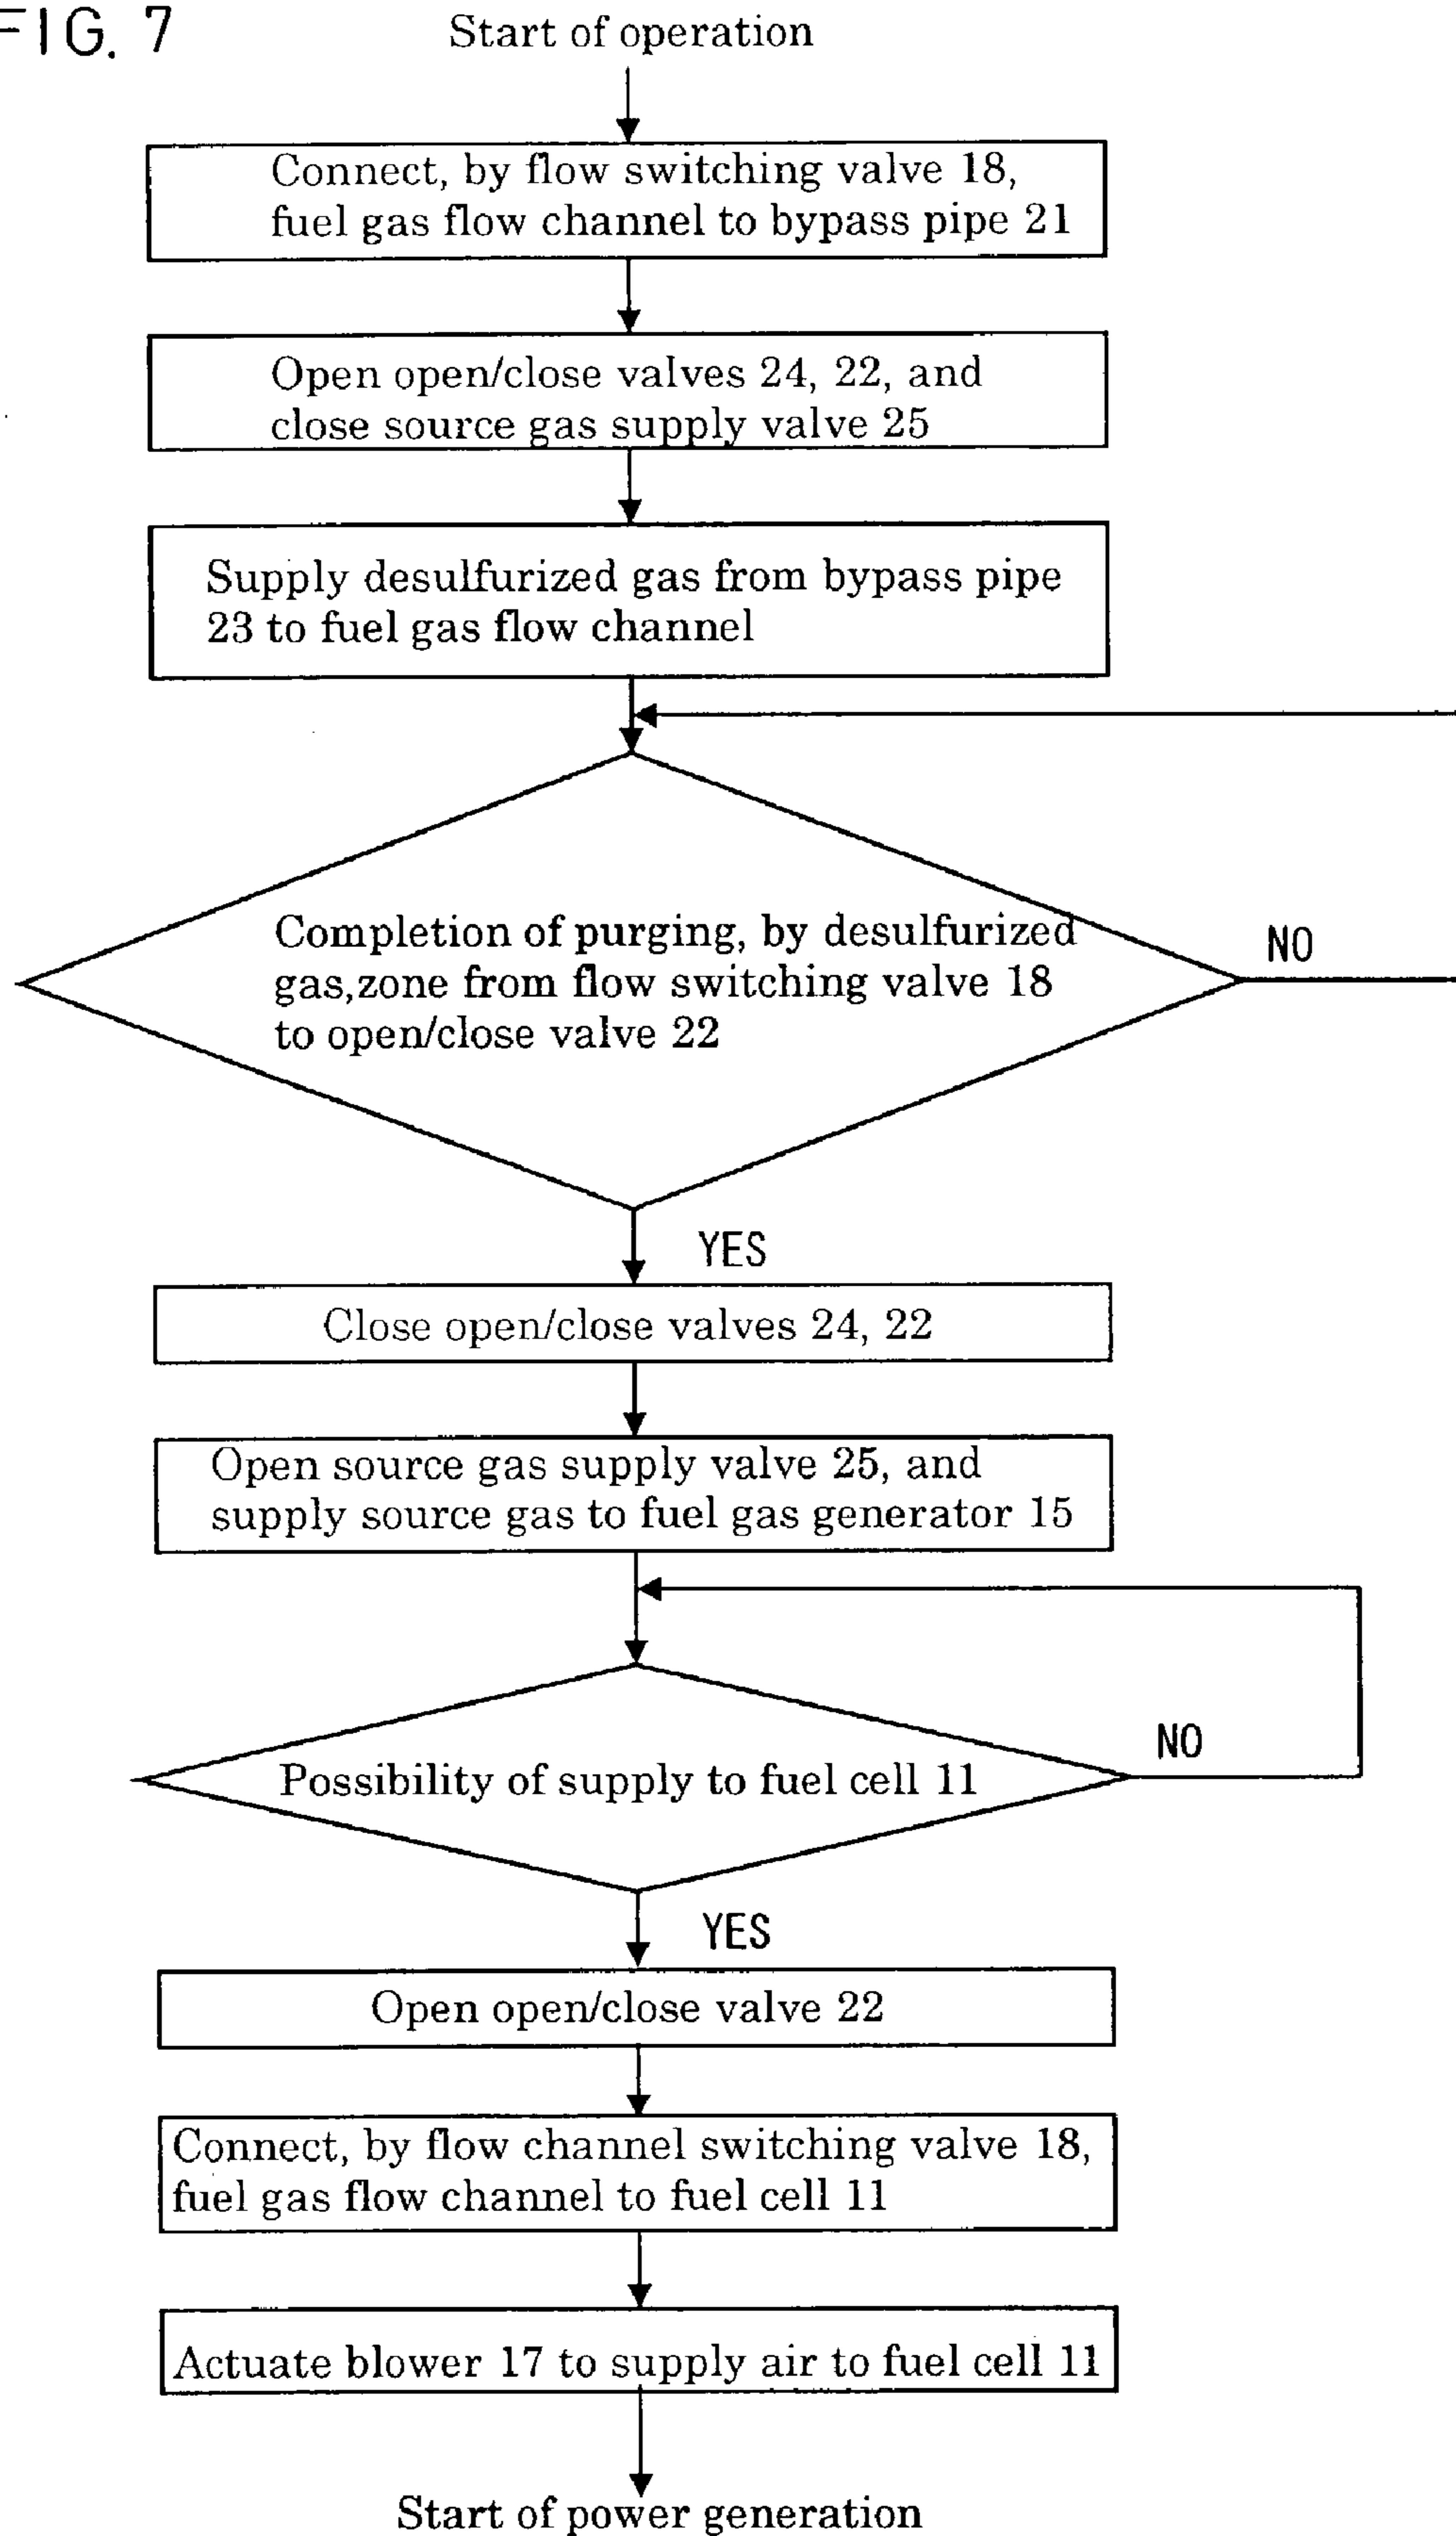 FIG. 7
Start of operation
Connect, by flow switching valve 18,
fuel gas flow channel to bypass pipe 21
Open open/close valves 24, 22, and
close source gas supply valve 25
Supply desulfurized gas from bypass pipe
23 to fuel gas flow channel
Completion of purging, by desulfurized
gas,zone from flow switching valve 18
to open/close valve 22
NO
YES
Close open/close valves 24, 22
Open source gas supply valve 25, and
supply source gas to fuel gas generator 15
Possibility of supply to fuel cell 11
NO
YES
Open open/close valve 22
Connect, by flow channel switching valve 18,
fuel gas flow channel to fuel cell 11
Actuate blower 17 to supply air to fuel cell 11
Start of power generation